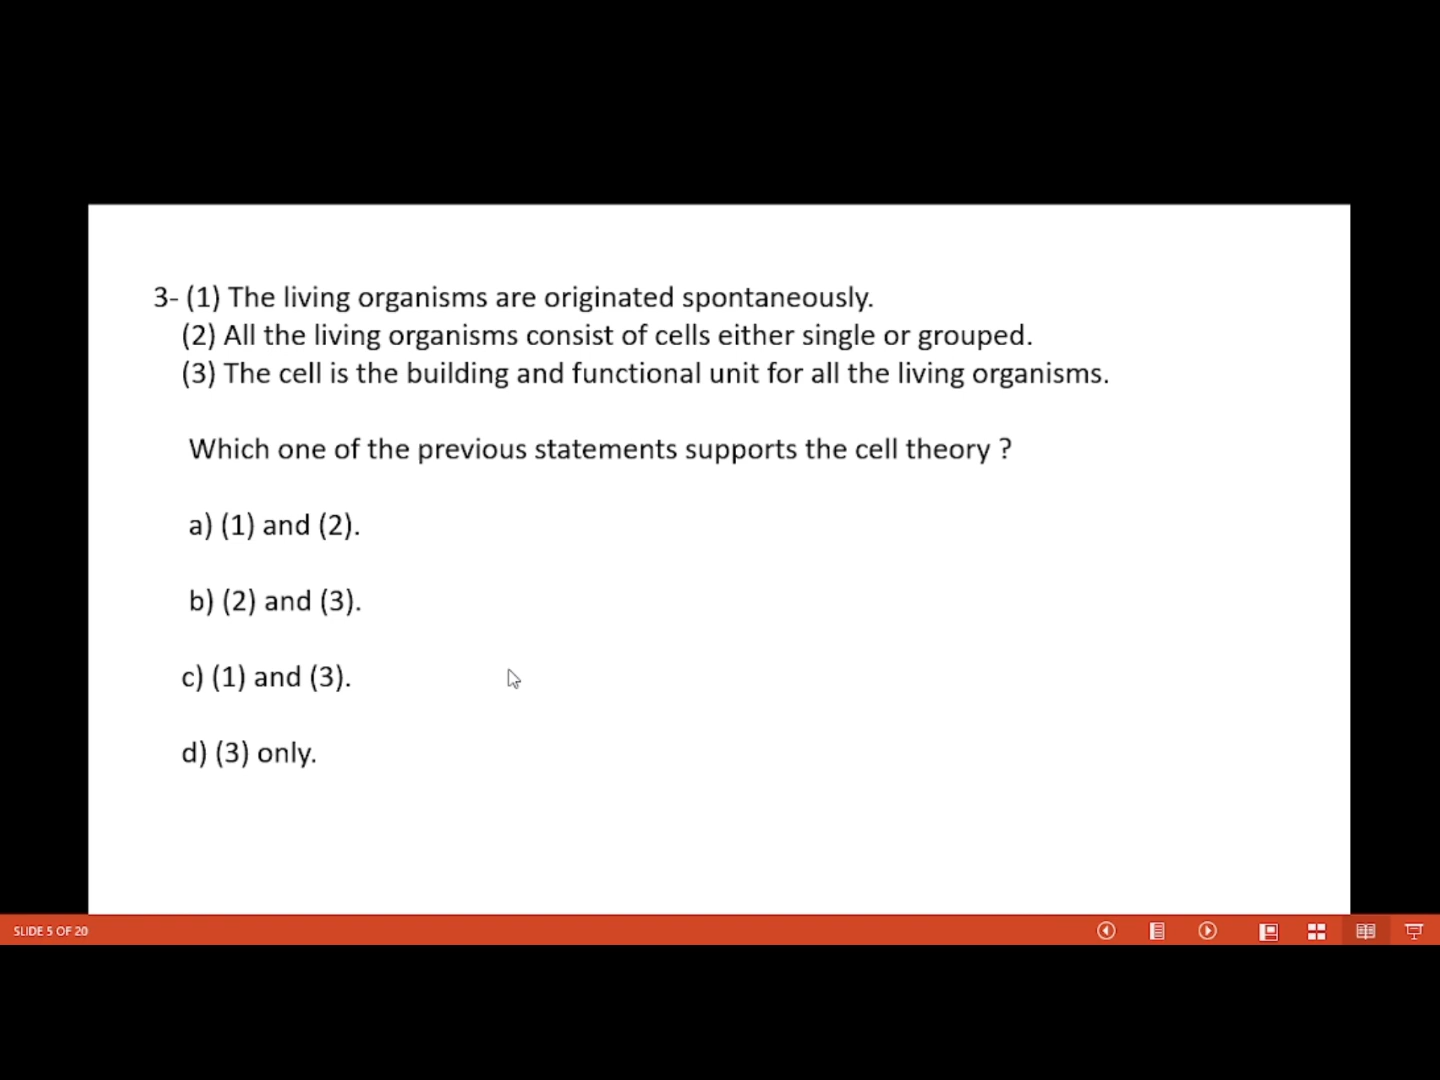 3- (1) The living organisms are originated spontaneously.
(2) All the living organisms consist of cells either single or grouped.
(3) The cell is the building and functional unit for all the living organisms.
Which one of the previous statements supports the cell theory ?
a) (1) and (2).
b) (2) and (3).
c) (1) and (3).
d) (3) only.
SLIDE 5 OF 20